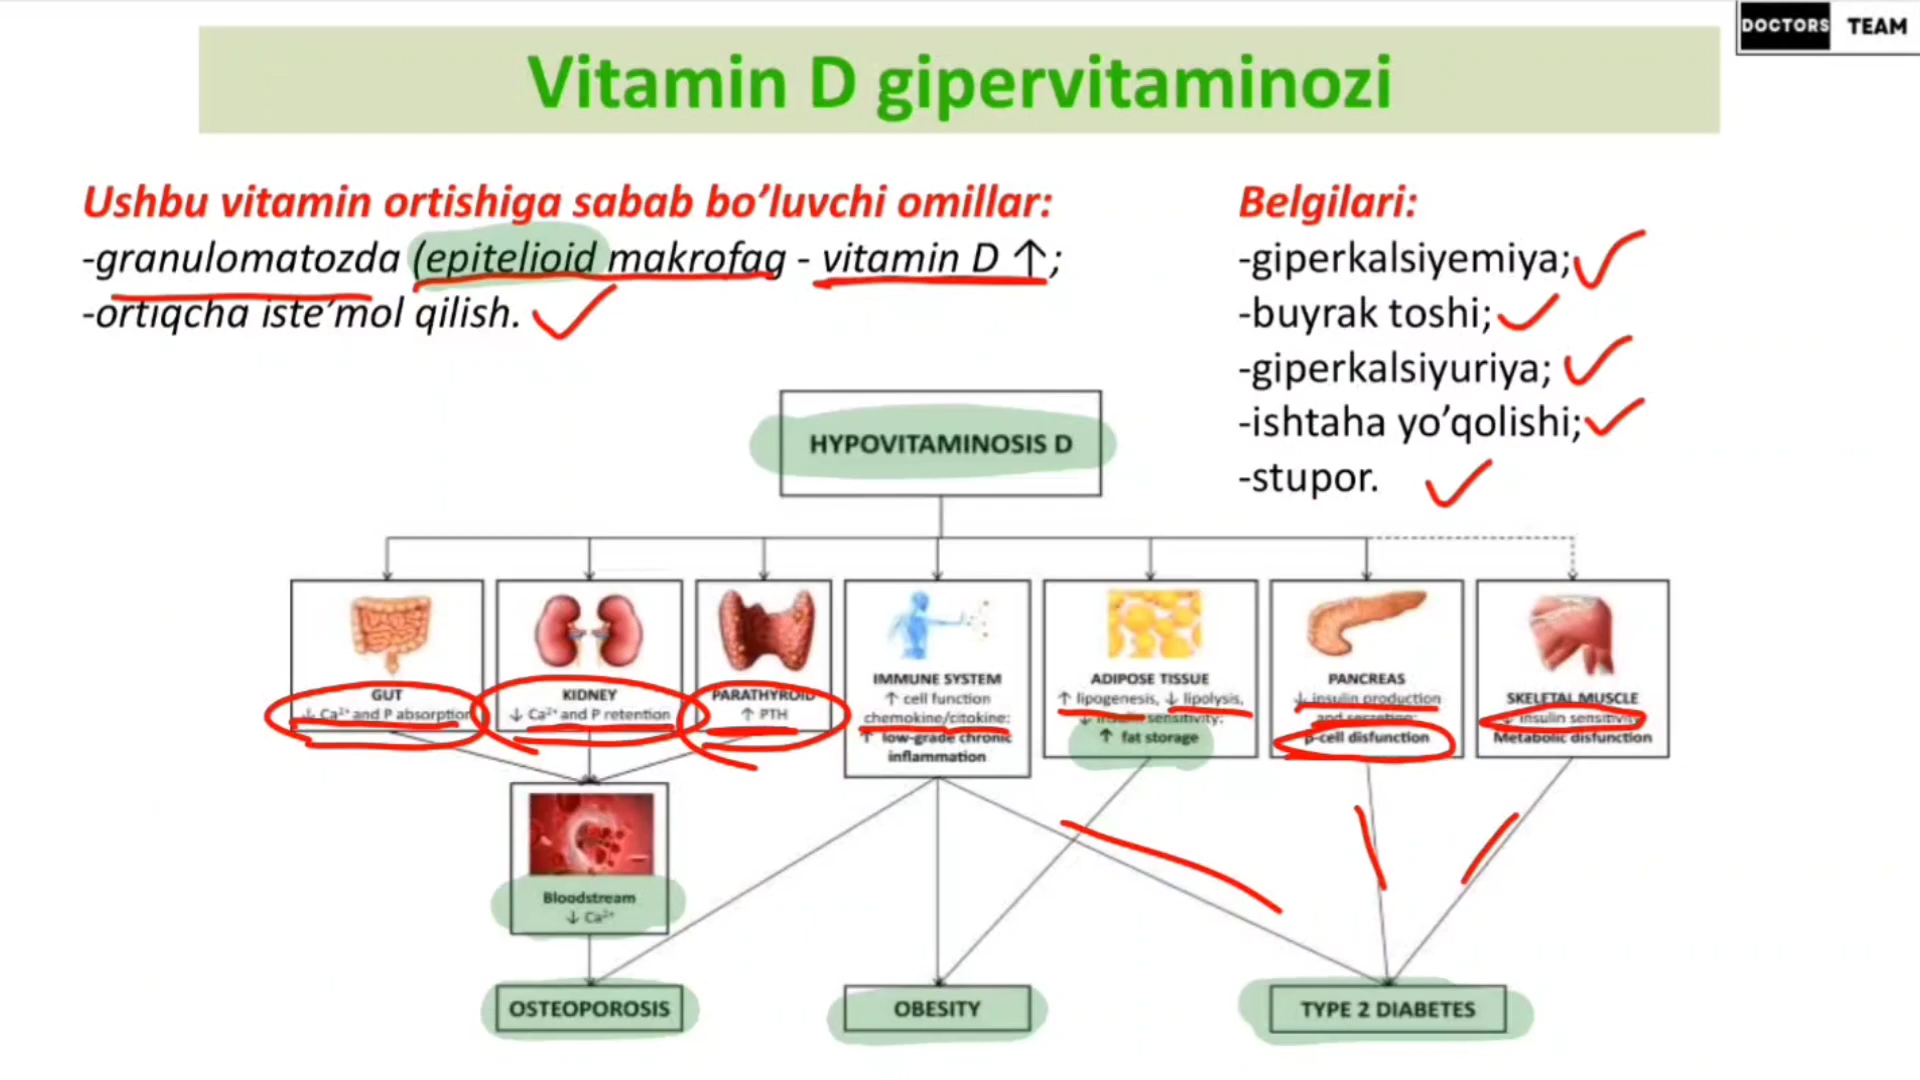 DOCTORS TEAM
Vitamin D gipervitaminozi
Ushbu vitamin ortishiga sabab bo’luvchi omillar:
-granulomatozda (epitelioid makrofag - vitamin D ↑;
-ortiqcha iste’mol qilish.
Belgilari:
-giperkalsiyemiya;
-buyrak toshi;
-giperkalsiyuriya;
-ishtaha yo’qolishi;
-stupor.
HYPOVITAMINOSIS D
GUT
↓ Ca²⁺ and P absorption
KIDNEY
↓ Ca²⁺ and P retention
PARATHYROID
↑ PTH
IMMUNE SYSTEM
↑ cell function
chemokine/citokine:
↑ low-grade chronic
inflammation
ADIPOSE TISSUE
↑ lipogenesis, ↓ lipolysis,
↓ insulin sensitivity:
↑ fat storage
PANCREAS
↓ insulin production
and secretion:
β-cell disfunction
SKELETAL MUSCLE
↓ insulin sensitivity
Metabolic disfunction
Bloodstream
↓ Ca²⁺
OSTEOPOROSIS
OBESITY
TYPE 2 DIABETES